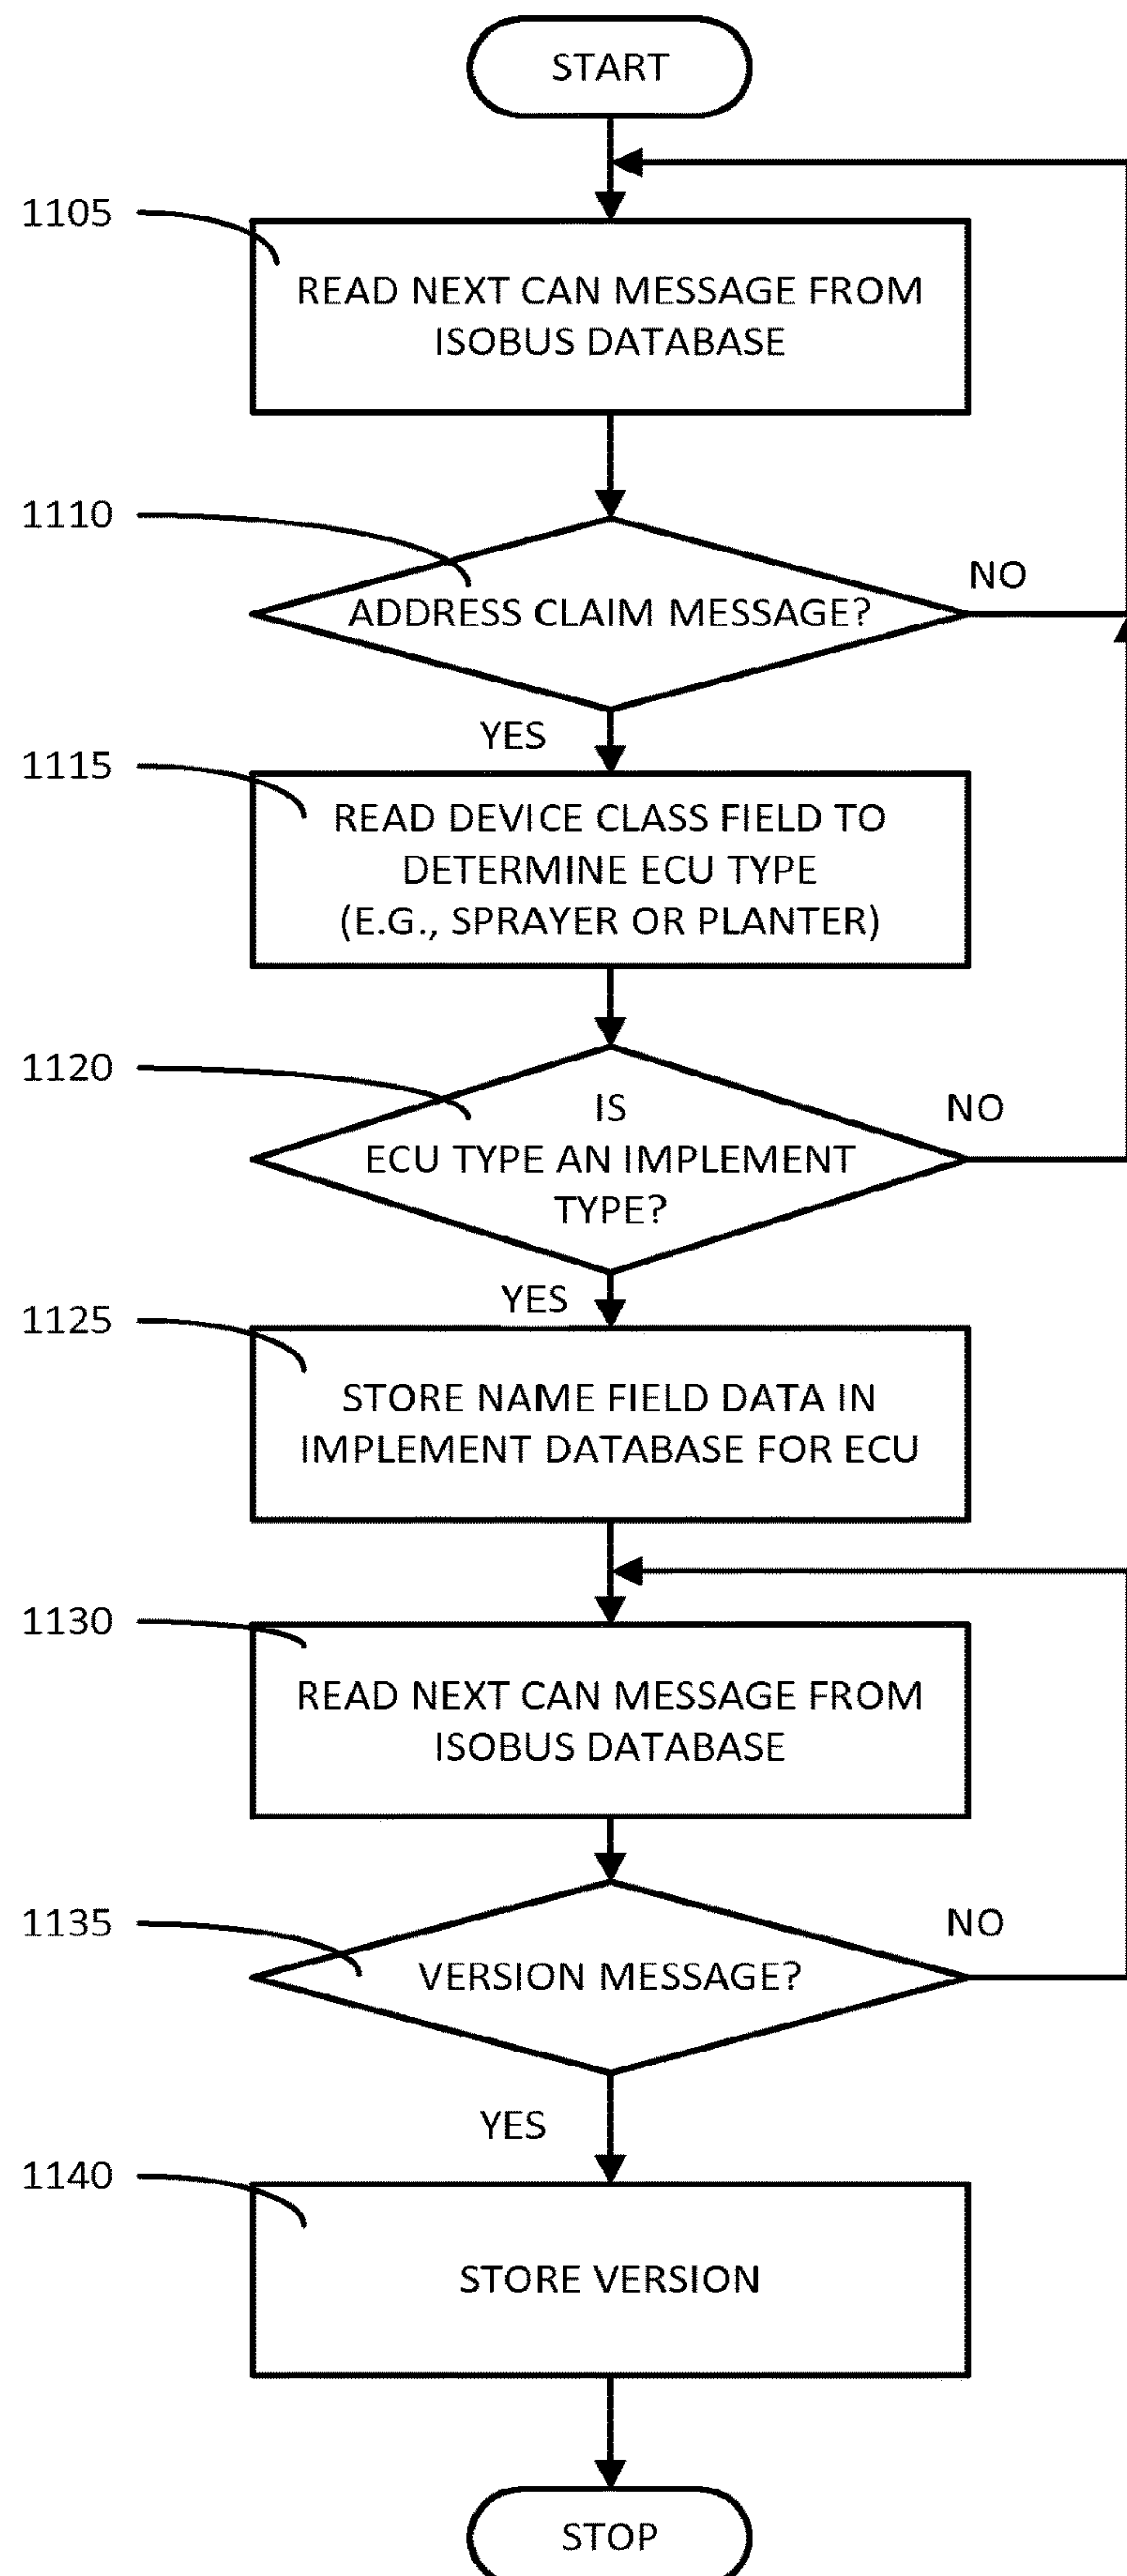 START
1105
READ NEXT CAN MESSAGE FROM
ISOBUS DATABASE
1110
ADDRESS CLAIM MESSAGE?
NO
YES
1115
READ DEVICE CLASS FIELD TO
DETERMINE ECU TYPE
(E.G., SPRAYER OR PLANTER)
1120
IS
ECU TYPE AN IMPLEMENT
TYPE?
NO
YES
1125
STORE NAME FIELD DATA IN
IMPLEMENT DATABASE FOR ECU
1130
READ NEXT CAN MESSAGE FROM
ISOBUS DATABASE
1135
VERSION MESSAGE?
NO
YES
1140
STORE VERSION
STOP